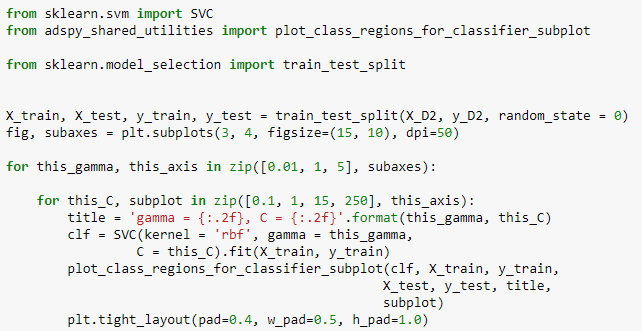 from sklearn.svm import SVC
from adspy_shared_utilities import plot_class_regions_for_classifier_subplot
from sklearn.model_selection import train_test_split
X_train, X_test, y_train, y_test = train_test_split(X_D2, y_D2, random_state = 0)
fig, subaxes = plt.subplots(3, 4, figsize=(15, 10), dpi=50)
for this_gamma, this_axis in zip([0.01, 1, 5], subaxes):
    for this_C, subplot in zip([0.1, 1, 15, 250], this_axis):
        title = 'gamma = {:.2f}, C = {:.2f}'.format(this_gamma, this_C)
        clf = SVC(kernel = 'rbf', gamma = this_gamma,
                  C = this_C).fit(X_train, y_train)
        plot_class_regions_for_classifier_subplot(clf, X_train, y_train,
                                                  X_test, y_test, title,
                                                  subplot)
        plt.tight_layout(pad=0.4, w_pad=0.5, h_pad=1.0)